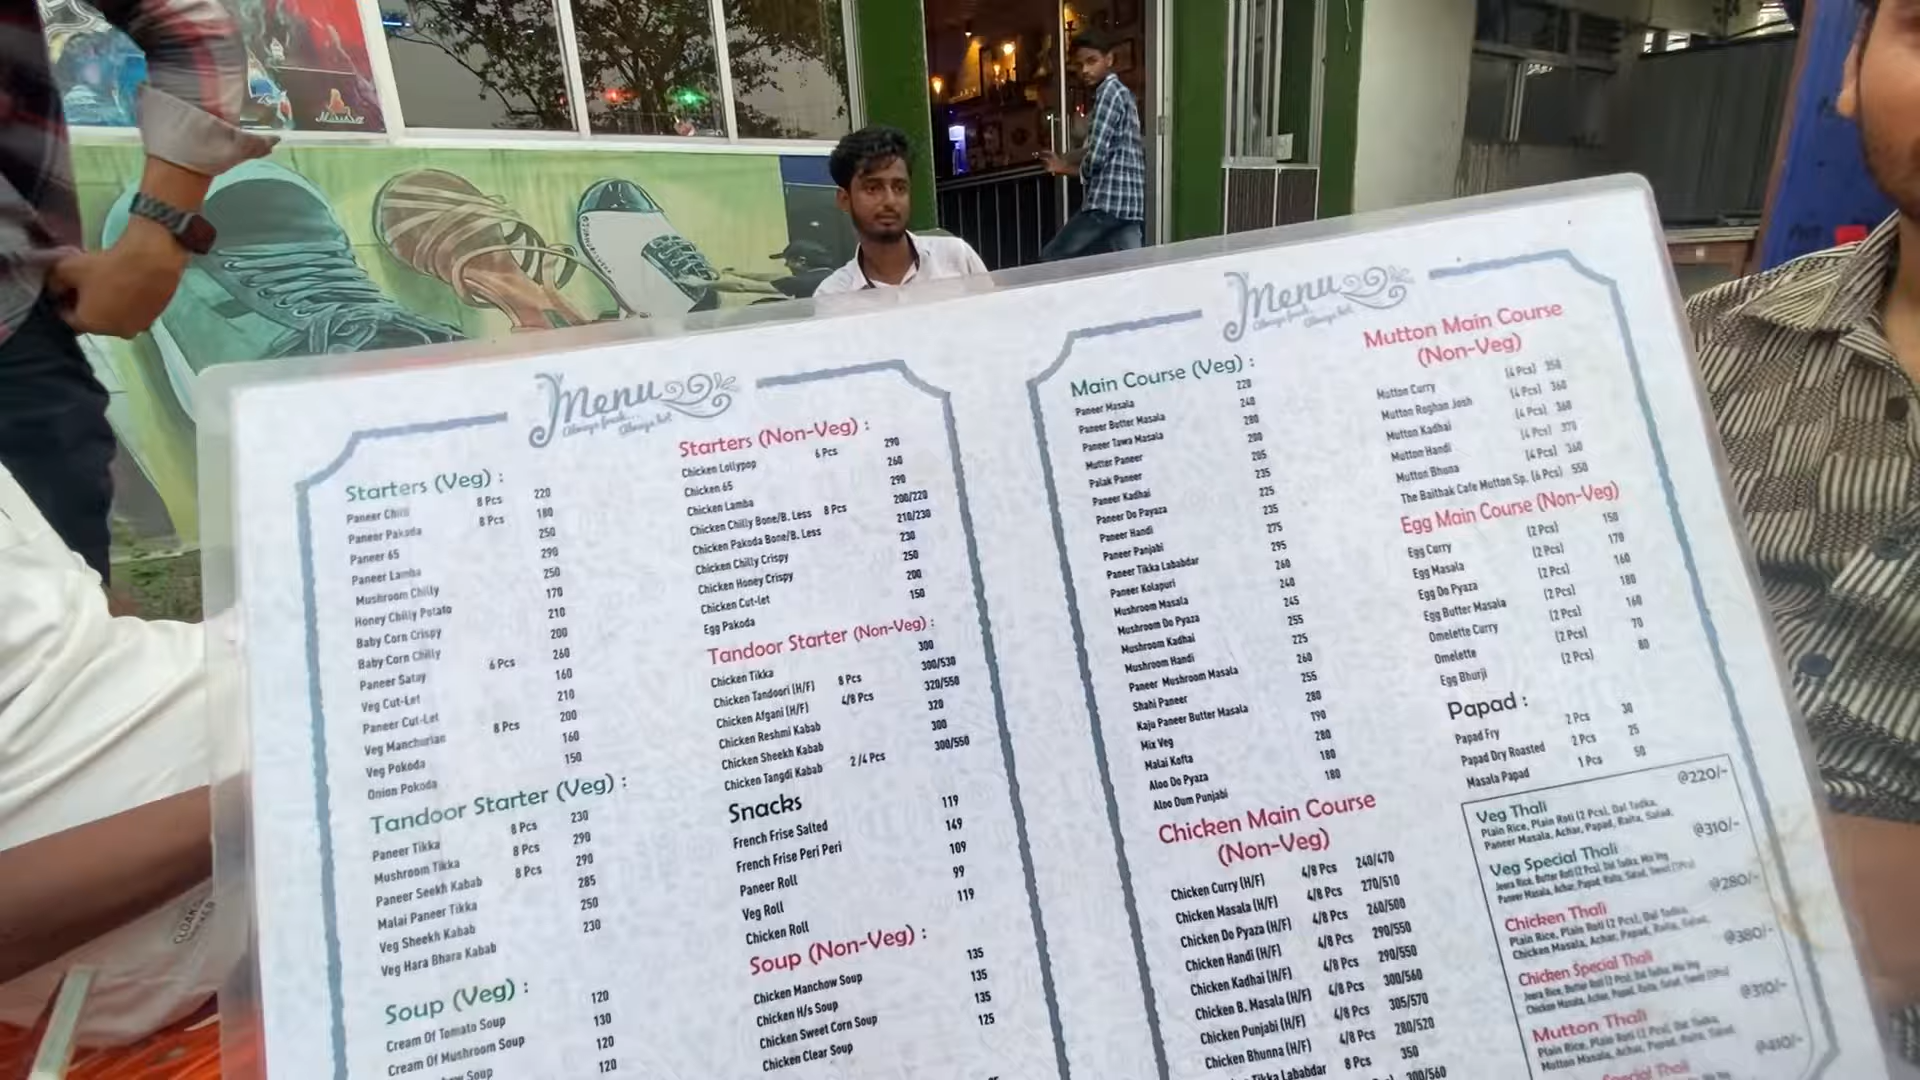 Menu
Always fresh... Always hot
Starters (Veg) :
Paneer Chilli 8 Pcs 220
Paneer Pakoda 8 Pcs 180
Paneer 65 250
Paneer Lamba 290
Mushroom Chilly 250
Honey Chilly Potato 170
Baby Corn Crispy 210
Baby Corn Chilly 200
Paneer Satay 6 Pcs 260
Veg Cut-Let 160
Paneer Cut-Let 210
Veg Manchurian 8 Pcs 200
Veg Pokoda 160
Onion Pokoda 150
Tandoor Starter (Veg) :
Paneer Tikka 8 Pcs 230
Mushroom Tikka 8 Pcs 290
Paneer Seekh Kabab 8 Pcs 290
Malai Paneer Tikka 285
Veg Sheekh Kabab 250
Veg Hara Bhara Kabab 230
Soup (Veg) :
Cream Of Tomato Soup 120
Cream Of Mushroom Soup 130
Soup 120
120
Starters (Non-Veg) :
Chicken Lollypop 6 Pcs 290
Chicken 65 260
Chicken Lamba 290
Chicken Chilly Bone/B. Less 8 Pcs 200/220
Chicken Pakoda Bone/B. Less 210/230
Chicken Chilly Crispy 230
Chicken Honey Crispy 250
Chicken Cut-let 200
Egg Pakoda 150
Tandoor Starter (Non-Veg) :
Chicken Tikka 300
Chicken Tandoori (H/F) 8 Pcs 300/530
Chicken Afgani (H/F) 4/8 Pcs 320/550
Chicken Reshmi Kabab 320
Chicken Sheekh Kabab 300
Chicken Tangdi Kabab 2/4 Pcs 300/550
Snacks
French Frise Salted 119
French Frise Peri Peri 149
Paneer Roll 109
Veg Roll 99
Chicken Roll 119
Soup (Non-Veg) :
Chicken Manchow Soup 135
Chicken H/s Soup 135
Chicken Sweet Corn Soup 135
Chicken Clear Soup 125
Menu
Always fresh... Always hot
Main Course (Veg) :
Paneer Masala 220
Paneer Butter Masala 240
Paneer Tawa Masala 280
Mutter Paneer 200
Palak Paneer 205
Paneer Kadhai 235
Paneer Do Payaza 225
Paneer Handi 235
Paneer Panjabi 275
Paneer Tikka Lababdar 295
Paneer Kolapuri 260
Mushroom Masala 240
Mushroom Do Pyaza 245
Mushroom Kadhai 255
Mushroom Handi 225
Paneer Mushroom Masala 260
Shahi Paneer 255
Kaju Paneer Butter Masala 280
Mix Veg 190
Malai Kofta 280
Aloo Do Pyaza 180
Aloo Dum Punjabi 180
Chicken Main Course
(Non-Veg)
Chicken Curry (H/F) 4/8 Pcs 240/470
Chicken Masala (H/F) 4/8 Pcs 270/510
Chicken Do Pyaza (H/F) 4/8 Pcs 260/500
Chicken Handi (H/F) 4/8 Pcs 290/550
Chicken Kadhai (H/F) 4/8 Pcs 290/550
Chicken B. Masala (H/F) 4/8 Pcs 300/560
Chicken Punjabi (H/F) 4/8 Pcs 305/570
Chicken Bhunna (H/F) 4/8 Pcs 280/520
Tikka Lababdar 8 Pcs 350
300/560
Mutton Main Course
(Non-Veg)
Mutton Curry (4 Pcs) 350
Mutton Roghan Josh (4 Pcs) 360
Mutton Kadhai (4 Pcs) 360
Mutton Handi (4 Pcs) 370
Mutton Bhuna (4 Pcs) 360
The Baithak Cafe Mutton Sp. (6 Pcs) 550
Egg Main Course (Non-Veg)
Egg Curry (2 Pcs) 150
Egg Masala (2 Pcs) 170
Egg Do Pyaza (2 Pcs) 160
Egg Butter Masala (2 Pcs) 180
Omelette Curry (2 Pcs) 160
Omelette (2 Pcs) 70
Egg Bhurji (2 Pcs) 80
Papad :
Papad Fry 2 Pcs 30
Papad Dry Roasted 2 Pcs 25
Masala Papad 1 Pcs 50
Veg Thali @220/-
Plain Rice, Plain Roti (2 Pcs), Dal Tadka,
Paneer Masala, Achar, Papad, Raita, Salad,
Veg Special Thali @310/-
Jeera Rice, Butter Roti (2 Pcs), Dal Tadka, Mix Veg
Paneer Masala, Achar, Papad, Raita, Salad, Sweet (1Pcs)
Chicken Thali @280/-
Plain Rice, Plain Roti (2 Pcs), Dal Tadka,
Chicken Masala, Achar, Papad, Raita, Salad,
Chicken Special Thali @380/-
Jeera Rice, Butter Roti (2 Pcs), Dal Tadka, Mix Veg
Chicken Masala, Achar, Papad, Raita, Salad, Sweet (1Pcs)
Mutton Thali @310/-
Plain Rice, Plain Roti (2 Pcs), Dal Tadka,
Mutton Masala, Achar, Papad, Raita, Salad,
Special Thali @410/-